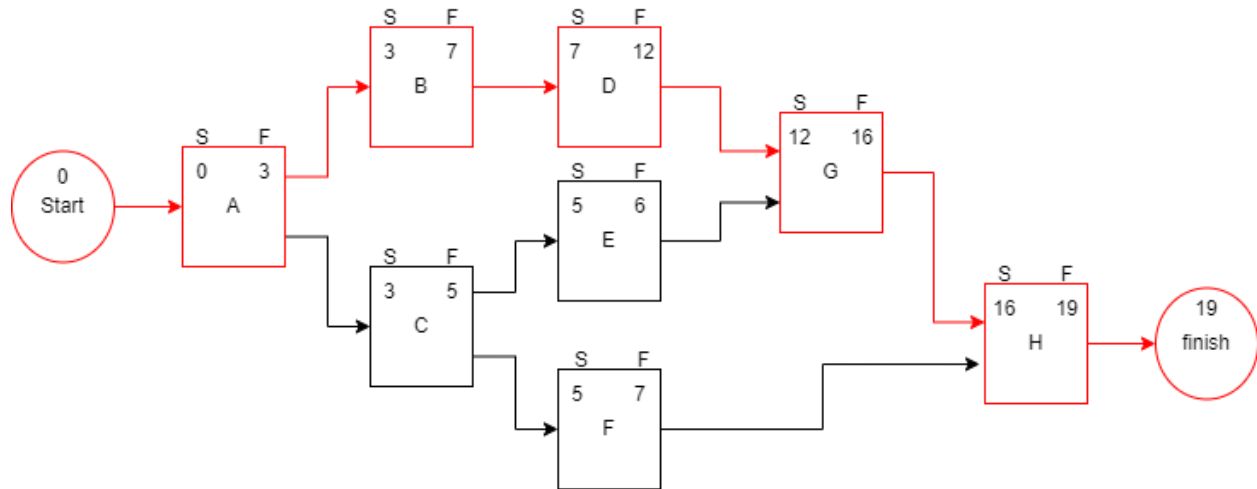 S F
3 7
B
S F
7 12
D
S F
12 16
G
0
Start
S F
0 3
A
S F
5 6
E
S F
3 5
C
S F
16 19
H
19
finish
S F
5 7
F